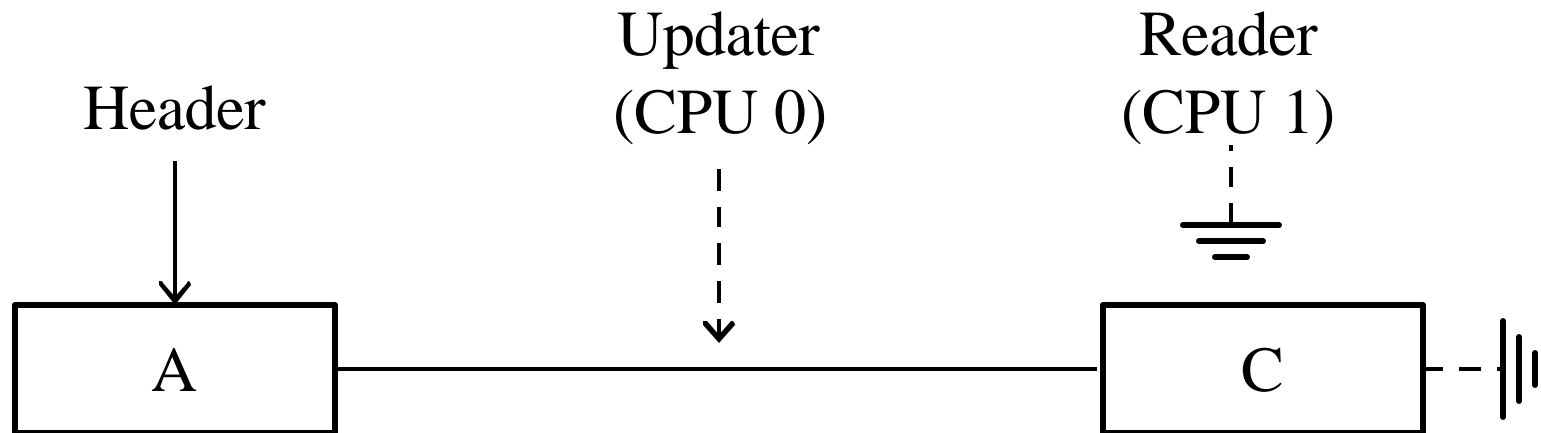 Header
Updater
(CPU 0)
Reader
(CPU 1)
A
C